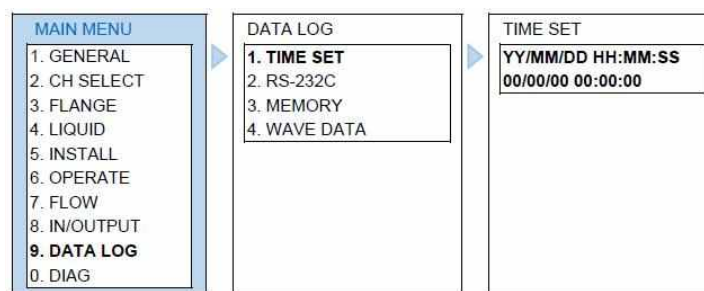 MAIN MENU
1. GENERAL
2. CH SELECT
3. FLANGE
4. LIQUID
5. INSTALL
6. OPERATE
7. FLOW
8. IN/OUTPUT
9. DATA LOG
0. DIAG
DATA LOG
1. TIME SET
2. RS-232C
3. MEMORY
4. WAVE DATA
TIME SET
YY/MM/DD HH:MM:SS
00/00/00 00:00:00